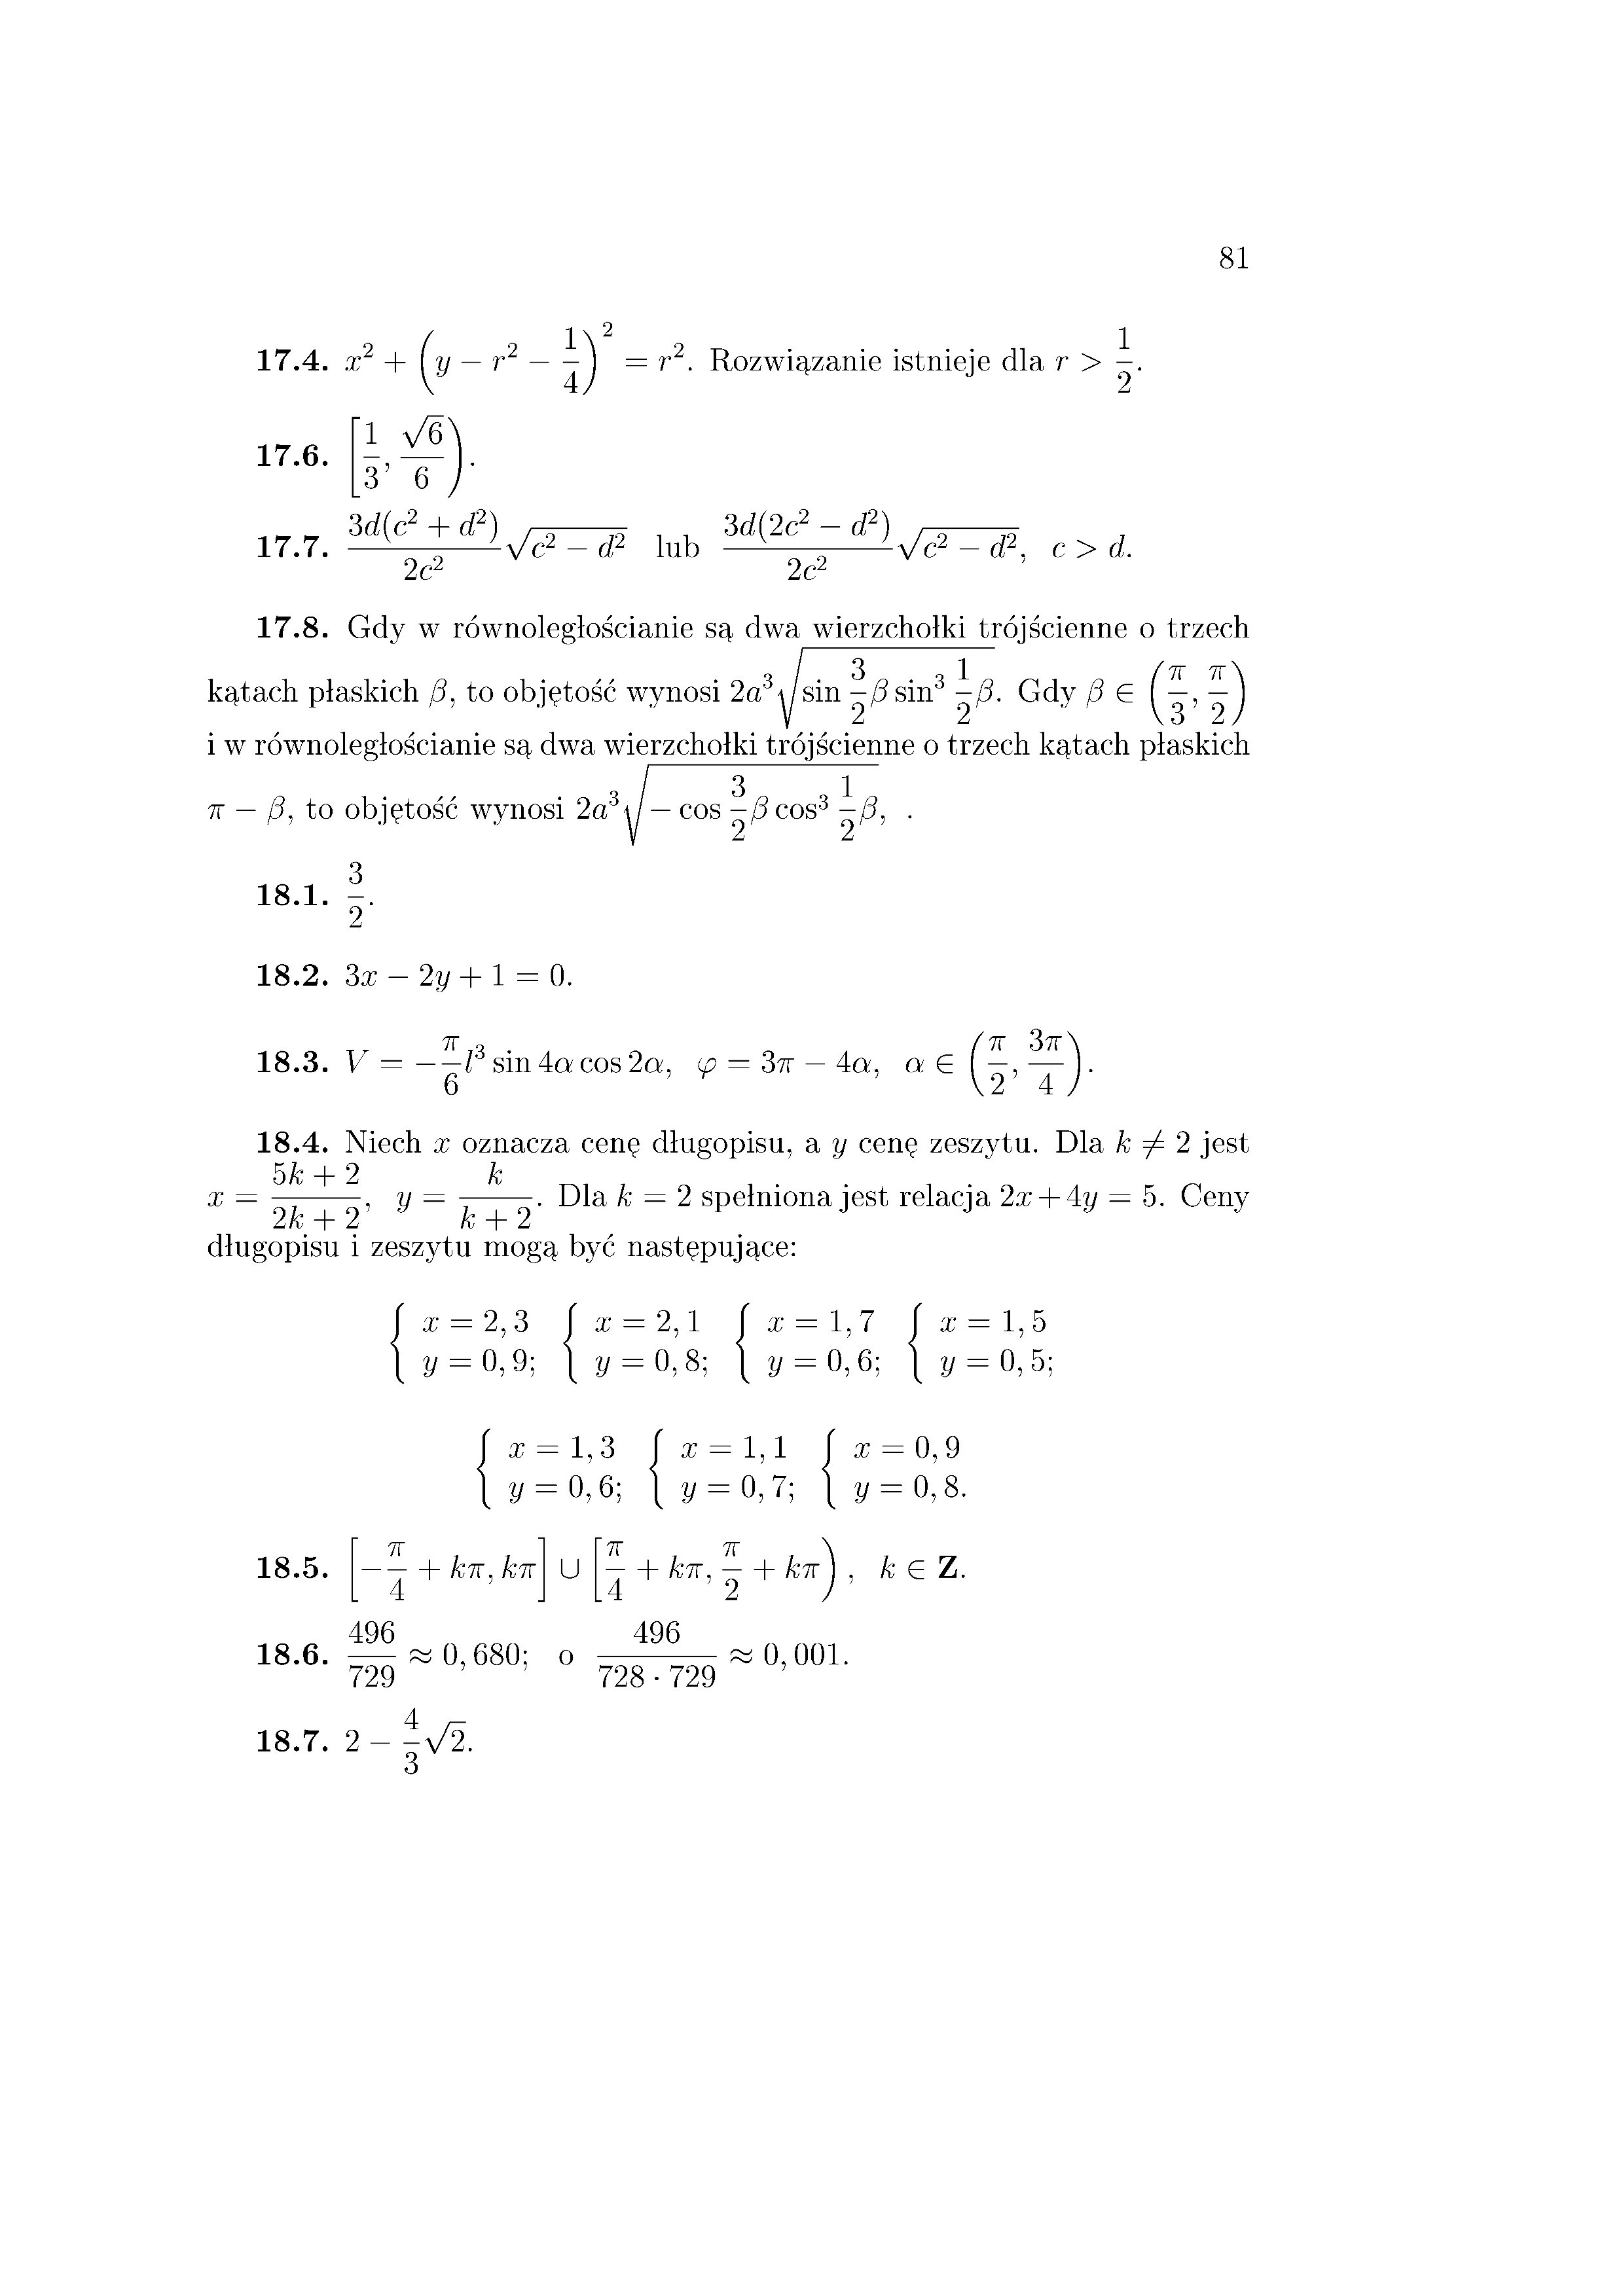 81
17.4. $x^2 + \left(y - r^2 - \frac{1}{4}\right)^2 = r^2$. Rozwiązanie istnieje dla $r > \frac{1}{2}$.
17.6. $\left[\frac{1}{3}, \frac{\sqrt{6}}{6}\right)$.
17.7. $\frac{3d(c^2 + d^2)}{2c^2}\sqrt{c^2 - d^2}$ lub $\frac{3d(2c^2 - d^2)}{2c^2}\sqrt{c^2 - d^2}$, $c > d$.
17.8. Gdy w równoległościanie są dwa wierzchołki trójścienne o trzech
kątach płaskich $\beta$, to objętość wynosi $2a^3\sqrt{\sin\frac{3}{2}\beta \sin^3\frac{1}{2}\beta}$. Gdy $\beta \in \left(\frac{\pi}{3}, \frac{\pi}{2}\right)$
i w równoległościanie są dwa wierzchołki trójścienne o trzech kątach płaskich
$\pi - \beta$, to objętość wynosi $2a^3\sqrt{-\cos\frac{3}{2}\beta \cos^3\frac{1}{2}\beta}$, .
18.1. $\frac{3}{2}$.
18.2. $3x - 2y + 1 = 0$.
18.3. $V = -\frac{\pi}{6}l^3 \sin 4\alpha \cos 2\alpha$, $\varphi = 3\pi - 4\alpha$, $\alpha \in \left(\frac{\pi}{2}, \frac{3\pi}{4}\right)$.
18.4. Niech $x$ oznacza cenę długopisu, a $y$ cenę zeszytu. Dla $k \neq 2$ jest
$x = \frac{5k + 2}{2k + 2}$, $y = \frac{k}{k + 2}$. Dla $k = 2$ spełniona jest relacja $2x + 4y = 5$. Ceny
długopisu i zeszytu mogą być następujące:
$\begin{cases} x = 2,3 \\ y = 0,9; \end{cases}$ $\begin{cases} x = 2,1 \\ y = 0,8; \end{cases}$ $\begin{cases} x = 1,7 \\ y = 0,6; \end{cases}$ $\begin{cases} x = 1,5 \\ y = 0,5; \end{cases}$
$\begin{cases} x = 1,3 \\ y = 0,6; \end{cases}$ $\begin{cases} x = 1,1 \\ y = 0,7; \end{cases}$ $\begin{cases} x = 0,9 \\ y = 0,8. \end{cases}$
18.5. $\left[-\frac{\pi}{4} + k\pi, k\pi\right] \cup \left[\frac{\pi}{4} + k\pi, \frac{\pi}{2} + k\pi\right)$, $k \in \mathbf{Z}$.
18.6. $\frac{496}{729} \approx 0,680$; o $\frac{496}{728 \cdot 729} \approx 0,001$.
18.7. $2 - \frac{4}{3}\sqrt{2}$.